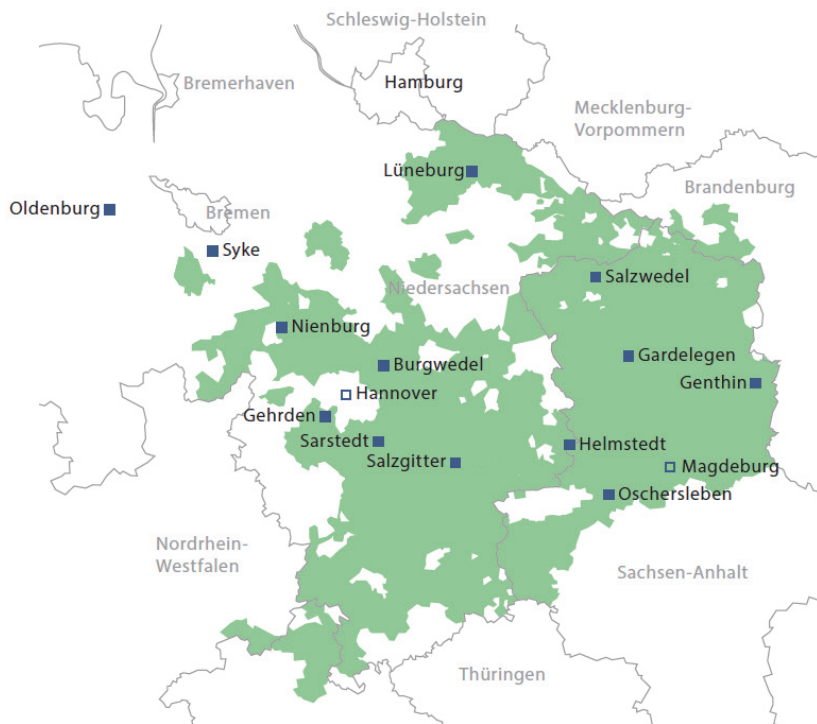 Schleswig-Holstein
Bremerhaven
Hamburg
Mecklenburg-
Vorpommern
Lüneburg
Brandenburg
Oldenburg
Bremen
Syke
Salzwedel
Niedersachsen
Nienburg
Gardelegen
Burgwedel
Genthin
Hannover
Gehrden
Sarstedt
Helmstedt
Salzgitter
Magdeburg
Oschersleben
Nordrhein-
Westfalen
Sachsen-Anhalt
Thüringen